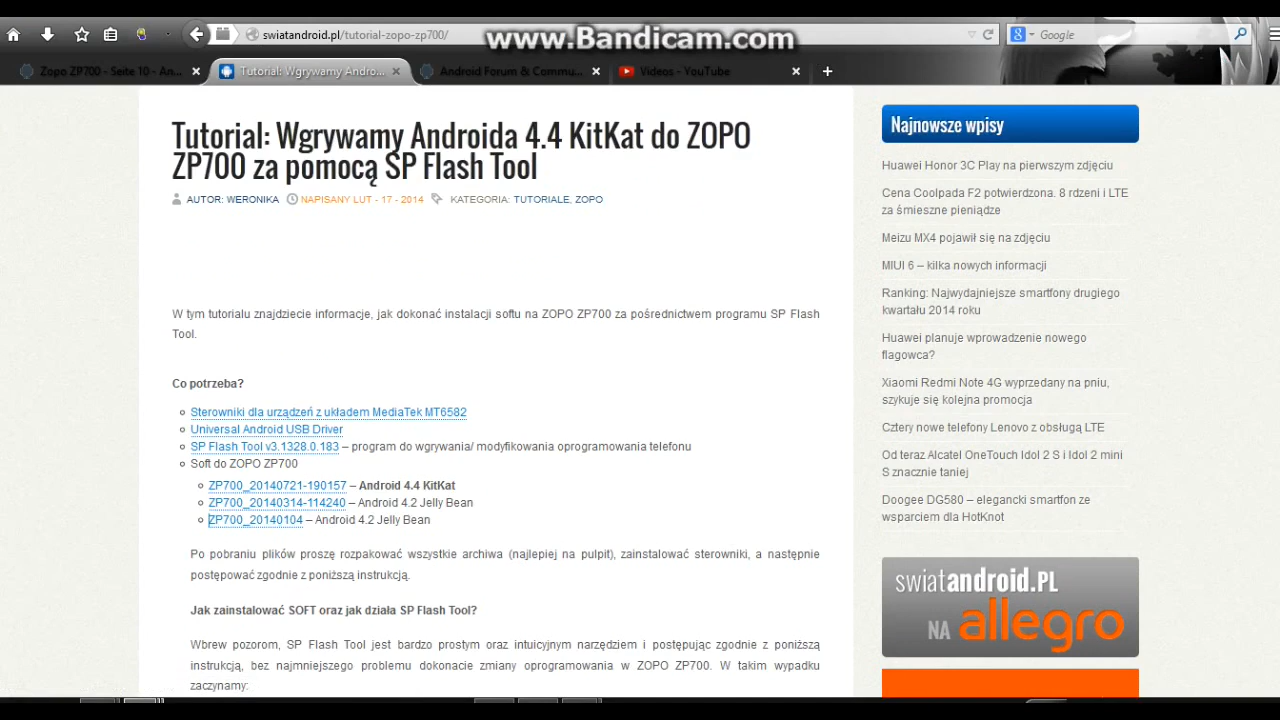 swiatandroid.pl/tutorial-zopo-zp700/
www.Bandicam.com
Google
Zopo ZP700 - Seite 10 - An...
Tutorial: Wgrywamy Andro...
Android Forum & Commu...
Videos - YouTube
Tutorial: Wgrywamy Androida 4.4 KitKat do ZOPO
ZP700 za pomocą SP Flash Tool
AUTOR: WERONIKA NAPISANY LUT - 17 - 2014 KATEGORIA: TUTORIALE, ZOPO
W tym tutorialu znajdziecie informacje, jak dokonać instalacji softu na ZOPO ZP700 za pośrednictwem programu SP Flash
Tool.
Co potrzeba?
Sterowniki dla urządzeń z układem MediaTek MT6582
Universal Android USB Driver
SP Flash Tool v3.1328.0.183 – program do wgrywania/ modyfikowania oprogramowania telefonu
Soft do ZOPO ZP700
ZP700_20140721-190157 – Android 4.4 KitKat
ZP700_20140314-114240 – Android 4.2 Jelly Bean
ZP700_20140104 – Android 4.2 Jelly Bean
Po pobraniu plików proszę rozpakować wszystkie archiwa (najlepiej na pulpit), zainstalować sterowniki, a następnie
postępować zgodnie z poniższą instrukcją.
Jak zainstalować SOFT oraz jak działa SP Flash Tool?
Wbrew pozorom, SP Flash Tool jest bardzo prostym oraz intuicyjnym narzędziem i postępując zgodnie z poniższą
instrukcją, bez najmniejszego problemu dokonacie zmiany oprogramowania w ZOPO ZP700. W takim wypadku
zaczynamy:
Najnowsze wpisy
Huawei Honor 3C Play na pierwszym zdjęciu
Cena Coolpada F2 potwierdzona. 8 rdzeni i LTE
za śmieszne pieniądze
Meizu MX4 pojawił się na zdjęciu
MIUI 6 – kilka nowych informacji
Ranking: Najwydajniejsze smartfony drugiego
kwartału 2014 roku
Huawei planuje wprowadzenie nowego
flagowca?
Xiaomi Redmi Note 4G wyprzedany na pniu,
szykuje się kolejna promocja
Cztery nowe telefony Lenovo z obsługą LTE
Od teraz Alcatel OneTouch Idol 2 S i Idol 2 mini
S znacznie taniej
Doogee DG580 – elegancki smartfon ze
wsparciem dla HotKnot
swiatandroid.PL
NA allegro